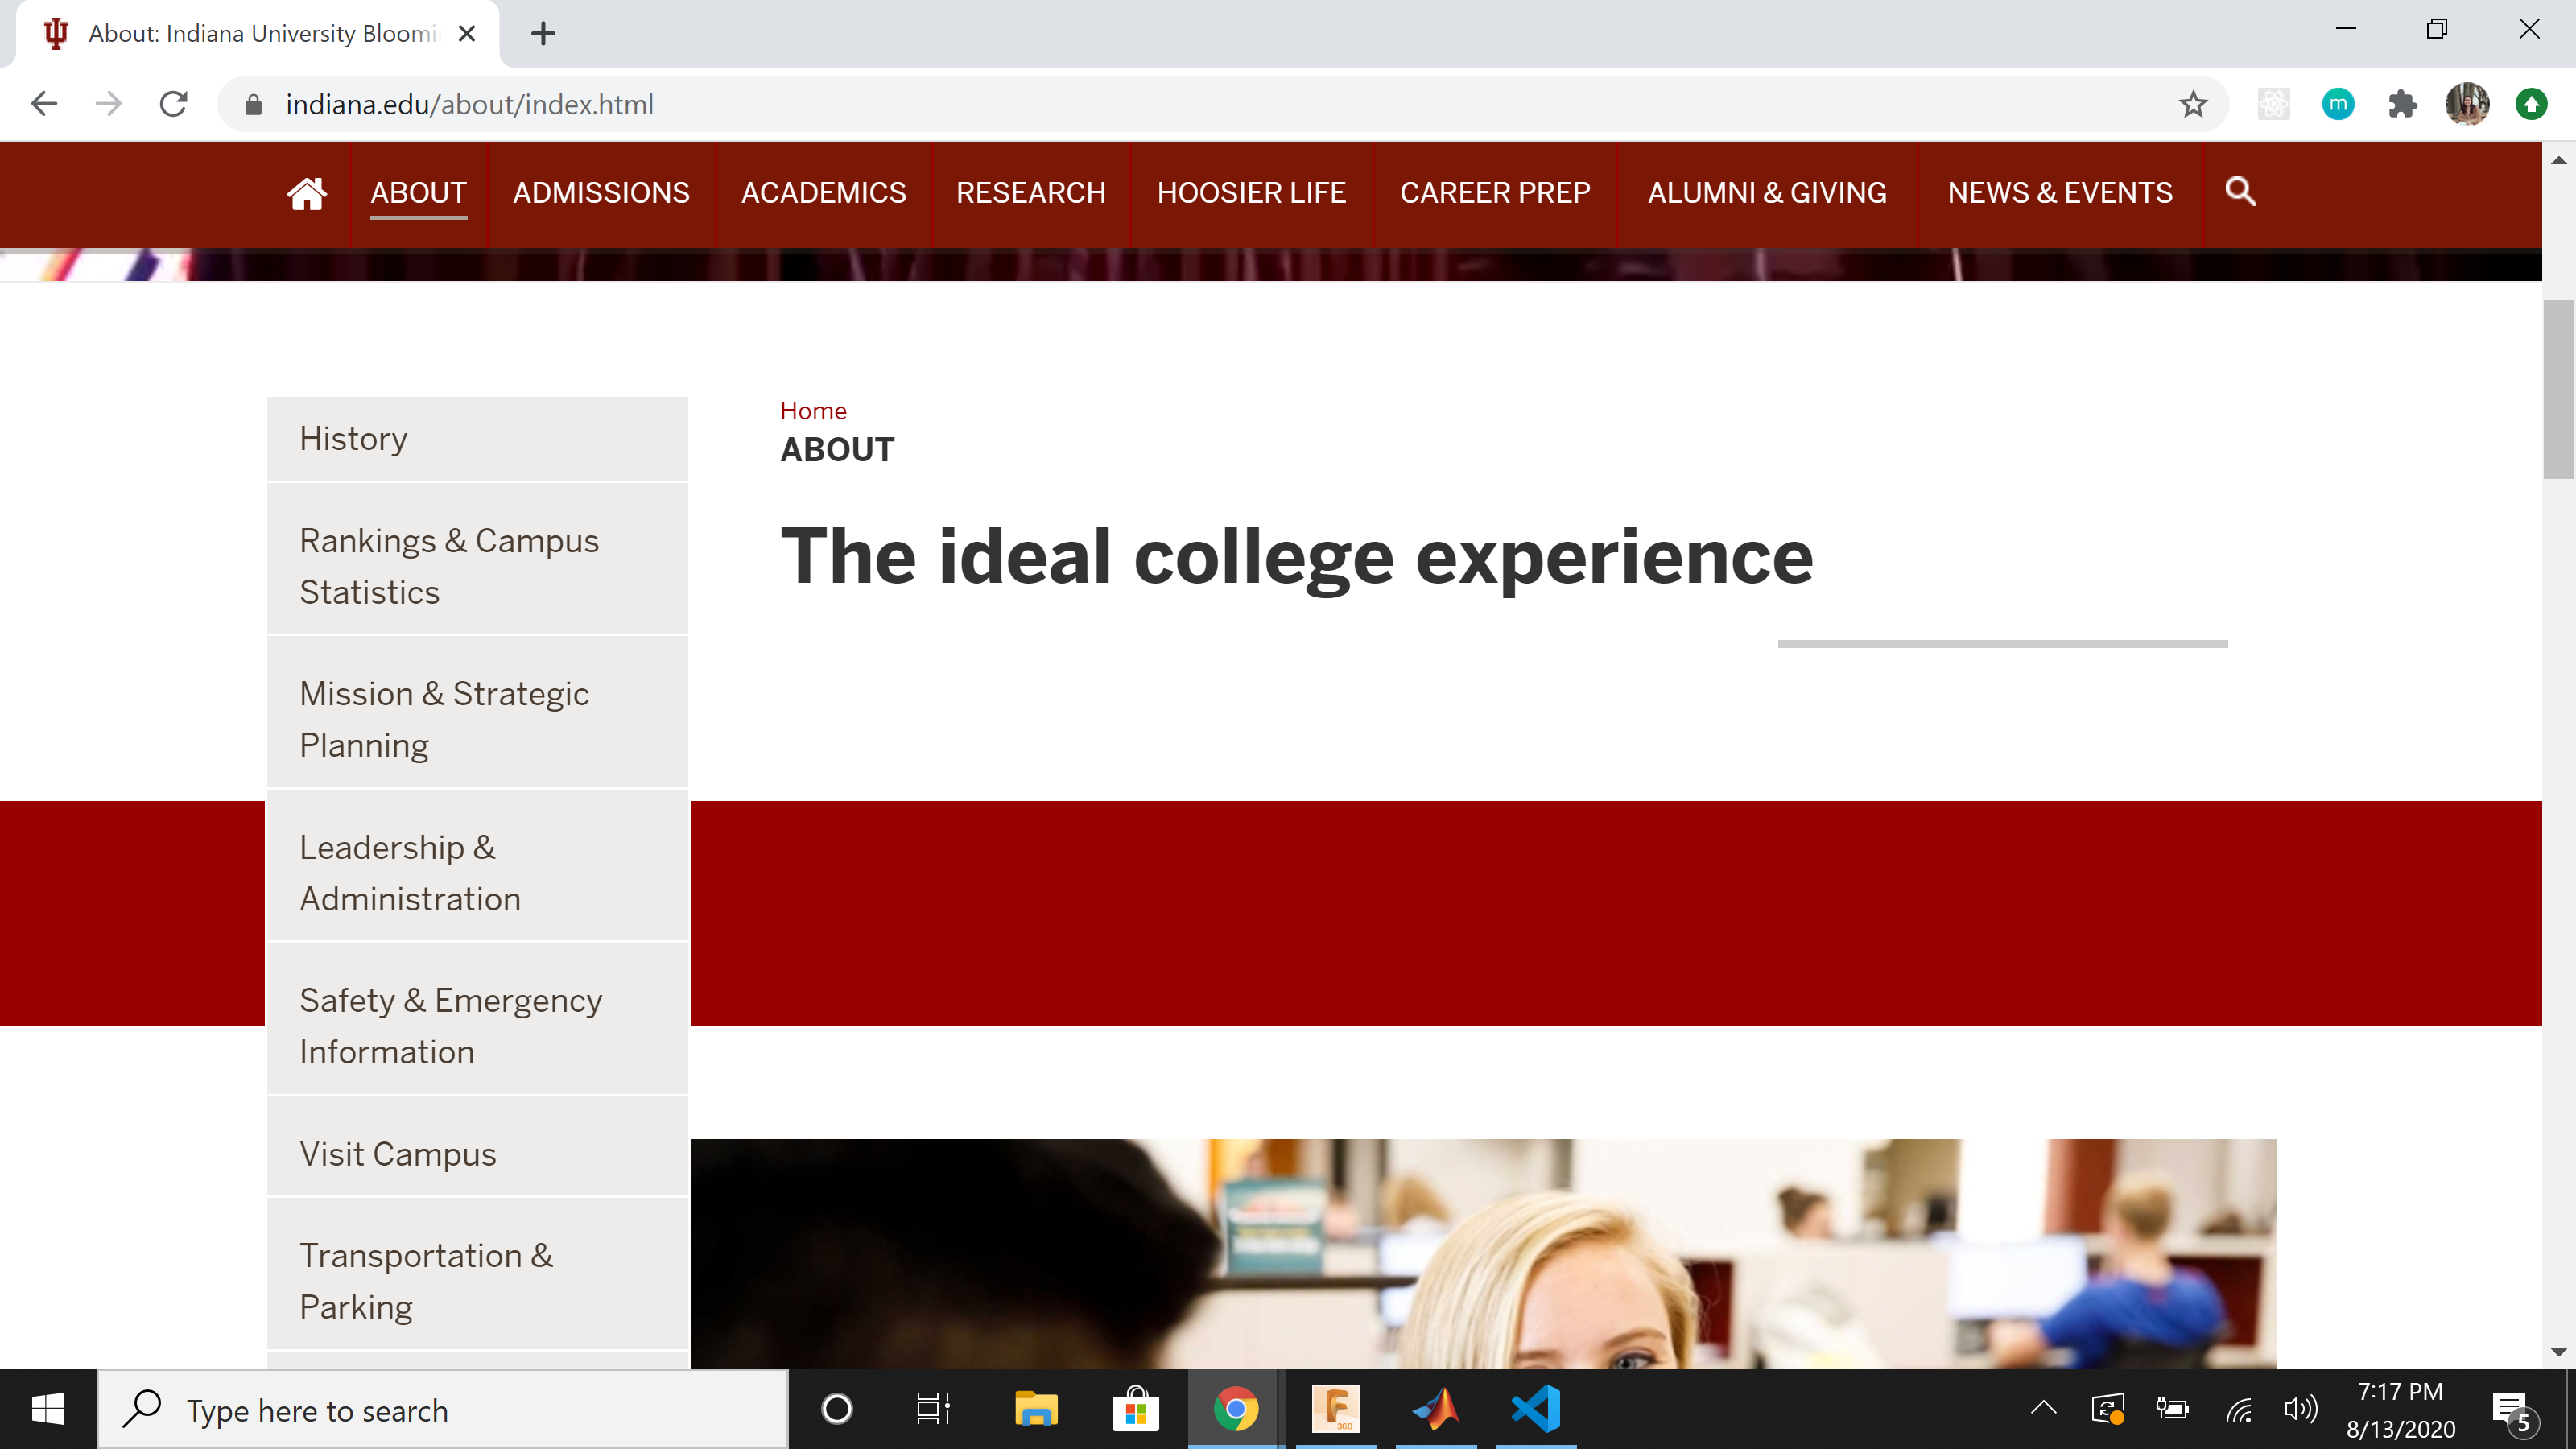 About: Indiana University Bloomi
indiana.edu/about/index.html
m
ABOUT
ADMISSIONS
ACADEMICS
RESEARCH
HOOSIER LIFE
CAREER PREP
ALUMNI & GIVING
NEWS & EVENTS
History
Rankings & Campus
Statistics
Mission & Strategic
Planning
Leadership &
Administration
Safety & Emergency
Information
Visit Campus
Transportation &
Parking
Home
ABOUT
The ideal college experience
Type here to search
F
360
7:17 PM
8/13/2020
5